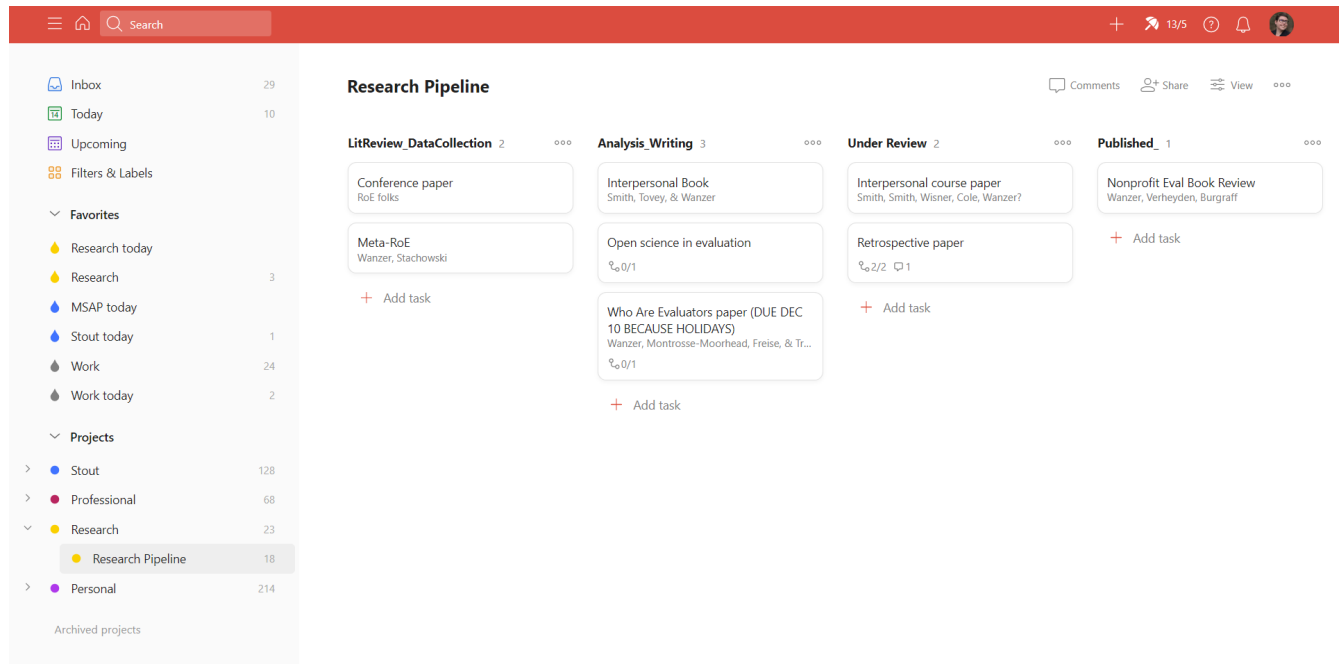 Search
13/5
Inbox 29
14
Today 10
Upcoming
Filters & Labels
Favorites
Research today
Research 3
MSAP today
Stout today 1
Work 24
Work today 2
Projects
Stout 128
Professional 68
Research 23
Research Pipeline 18
Personal 214
Archived projects
Research Pipeline
Comments Share View
LitReview_DataCollection 2
Conference paper
RoE folks
Meta-RoE
Wanzer, Stachowski
Add task
Analysis_Writing 3
Interpersonal Book
Smith, Tovey, & Wanzer
Open science in evaluation
0/1
Who Are Evaluators paper (DUE DEC
10 BECAUSE HOLIDAYS)
Wanzer, Montrosse-Moorhead, Freise, & Tr...
0/1
Add task
Under Review 2
Interpersonal course paper
Smith, Smith, Wisner, Cole, Wanzer?
Retrospective paper
2/2 1
Add task
Published_ 1
Nonprofit Eval Book Review
Wanzer, Verheyden, Burgraff
Add task